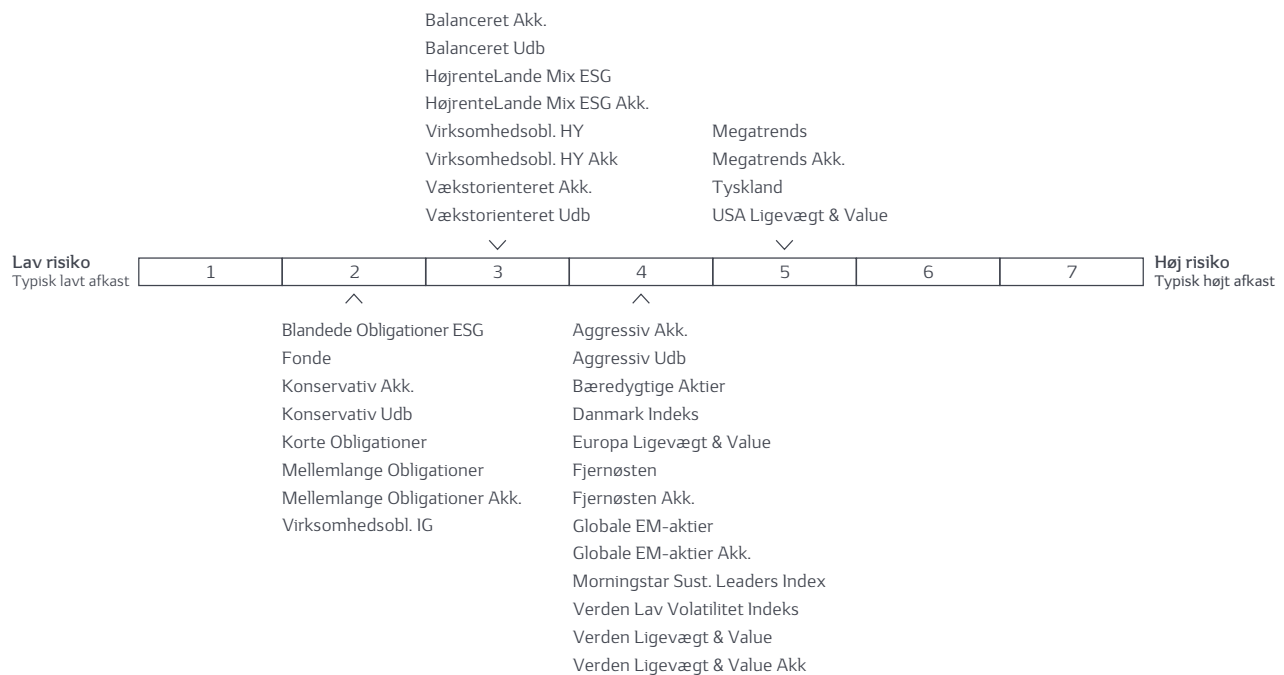 Balanceret Akk.
Balanceret Udb
HøjrenteLande Mix ESG
HøjrenteLande Mix ESG Akk.
Virksomhedsobl. HY
Virksomhedsobl. HY Akk
Vækstorienteret Akk.
Vækstorienteret Udb
Megatrends
Megatrends Akk.
Tyskland
USA Ligevægt & Value
Lav risiko
Typisk lavt afkast
1 2 3 4 5 6 7
Høj risiko
Typisk højt afkast
Blandede Obligationer ESG
Fonde
Konservativ Akk.
Konservativ Udb
Korte Obligationer
Mellemlange Obligationer
Mellemlange Obligationer Akk.
Virksomhedsobl. IG
Aggressiv Akk.
Aggressiv Udb
Bæredygtige Aktier
Danmark Indeks
Europa Ligevægt & Value
Fjernøsten
Fjernøsten Akk.
Globale EM-aktier
Globale EM-aktier Akk.
Morningstar Sust. Leaders Index
Verden Lav Volatilitet Indeks
Verden Ligevægt & Value
Verden Ligevægt & Value Akk